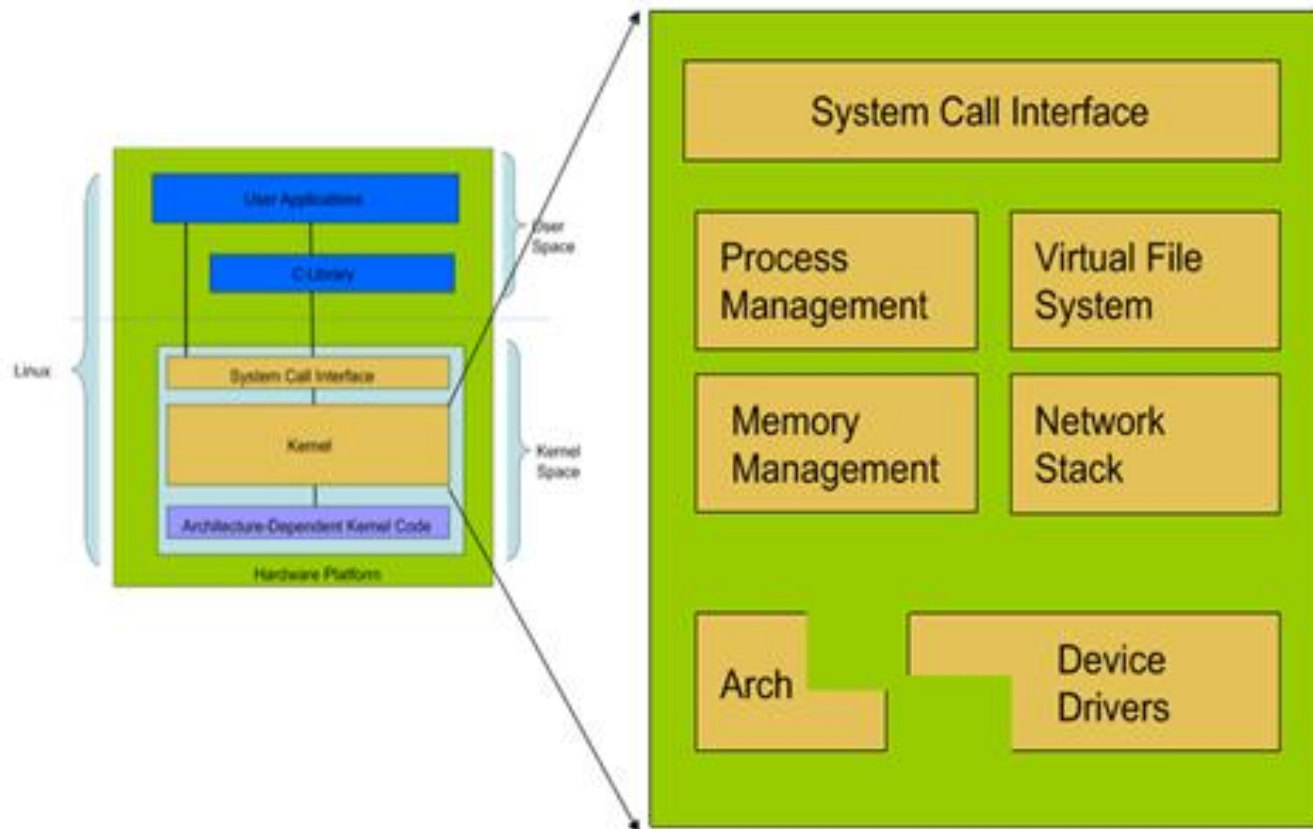 User Applications
C Library
User
Space
Linux
System Call Interface
Kernel
Kernel
Space
Architecture-Dependent Kernel Code
Hardware Platform
System Call Interface
Process
Management
Virtual File
System
Memory
Management
Network
Stack
Arch
Device
Drivers